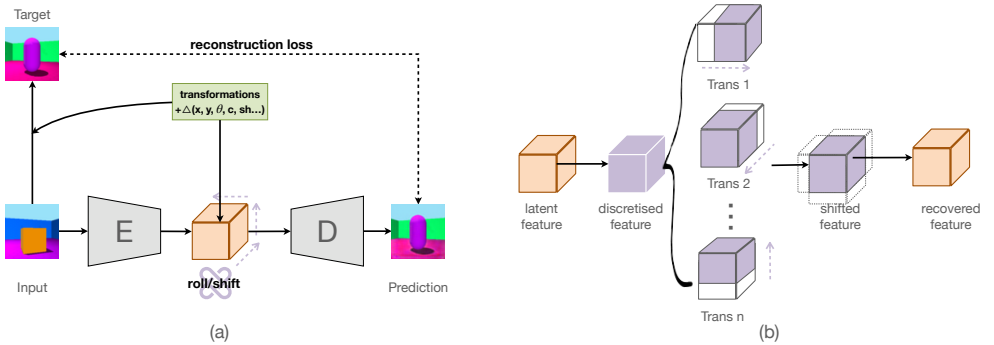 Target
reconstruction loss
transformations
+△(x, y, θ, c, sh...)
E
D
roll/shift
Input
Prediction
(a)
Trans 1
Trans 2
Trans n
latent
feature
discretised
feature
shifted
feature
recovered
feature
(b)